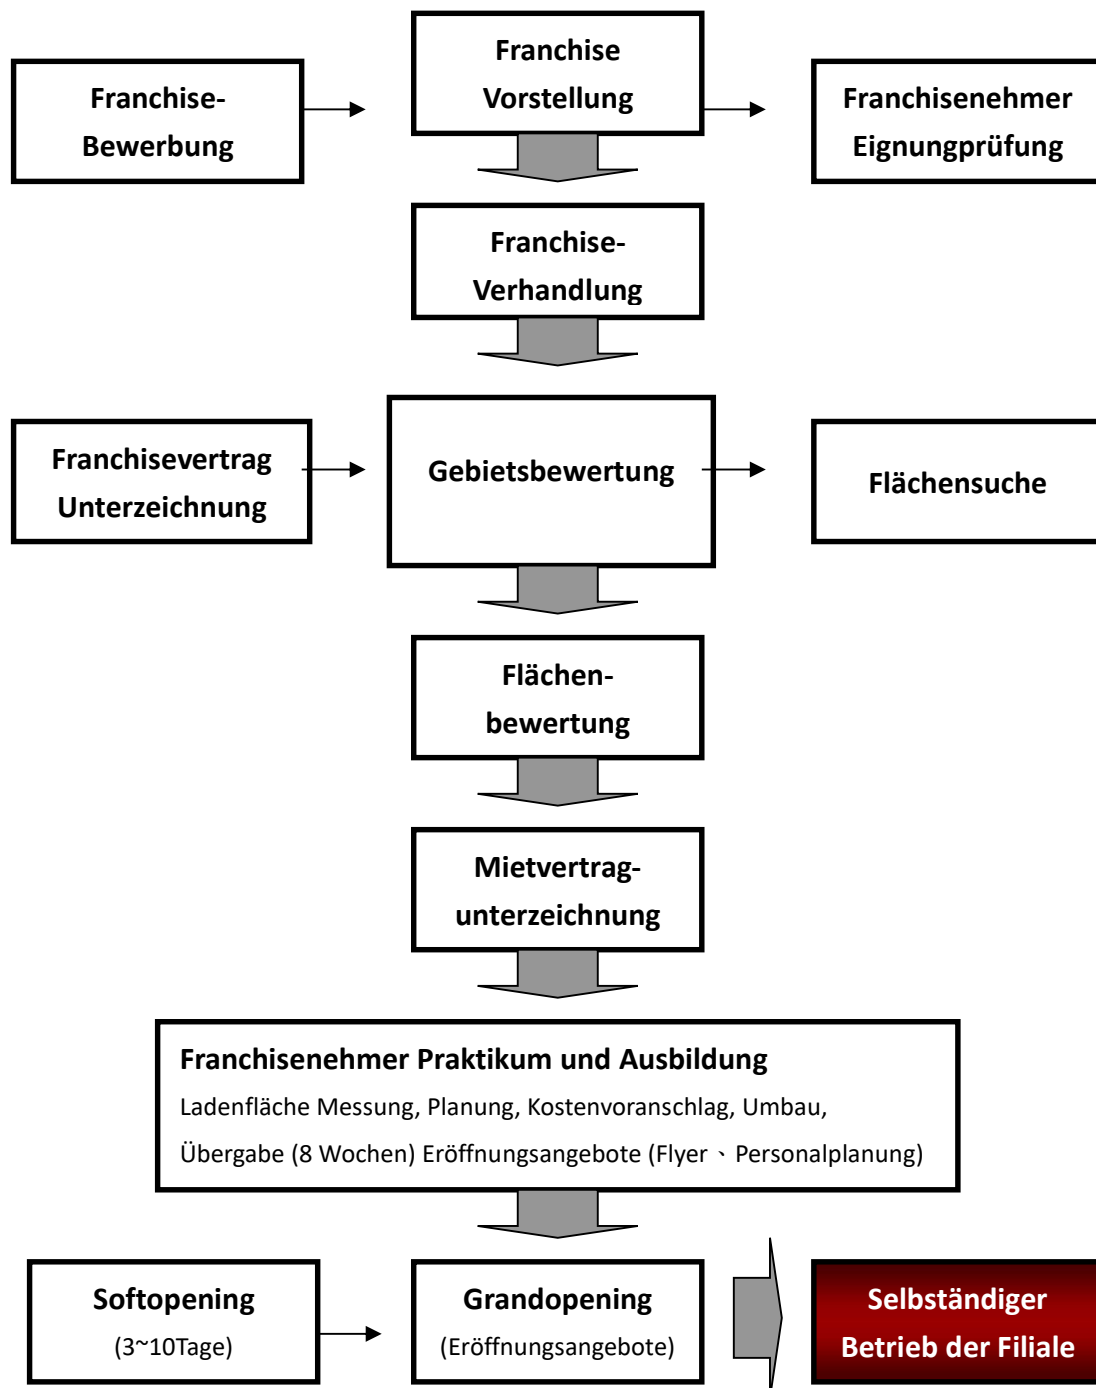 Franchise-
Bewerbung
Franchise
Vorstellung
Franchisenehmer
Eignungprüfung
Franchise-
Verhandlung
Franchisevertrag
Unterzeichnung
Gebietsbewertung
Flächensuche
Flächen-
bewertung
Mietvertrag-
unterzeichnung
Franchisenehmer Praktikum und Ausbildung
Ladenfläche Messung, Planung, Kostenvoranschlag, Umbau,
Übergabe (8 Wochen) Eröffnungsangebote (Flyer、Personalplanung)
Softopening
(3~10Tage)
Grandopening
(Eröffnungsangebote)
Selbständiger
Betrieb der Filiale